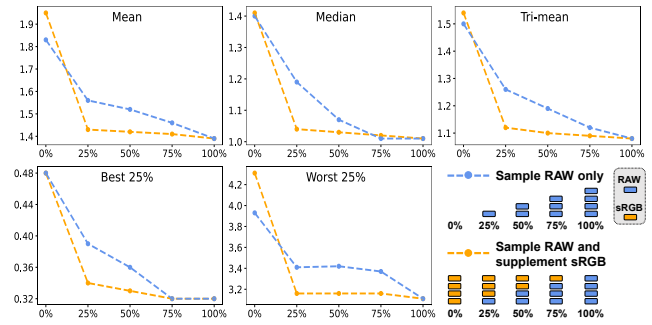 Mean
1.9
1.8
1.7
1.6
1.5
1.4
0% 25% 50% 75% 100%
Median
1.4
1.3
1.2
1.1
1.0
0% 25% 50% 75% 100%
Tri-mean
1.5
1.4
1.3
1.2
1.1
0% 25% 50% 75% 100%
Best 25%
0.48
0.44
0.40
0.36
0.32
0% 25% 50% 75% 100%
Worst 25%
4.2
4.0
3.8
3.6
3.4
3.2
0% 25% 50% 75% 100%
Sample RAW only
0% 25% 50% 75% 100%
RAW
sRGB
Sample RAW and
supplement sRGB
0% 25% 50% 75% 100%